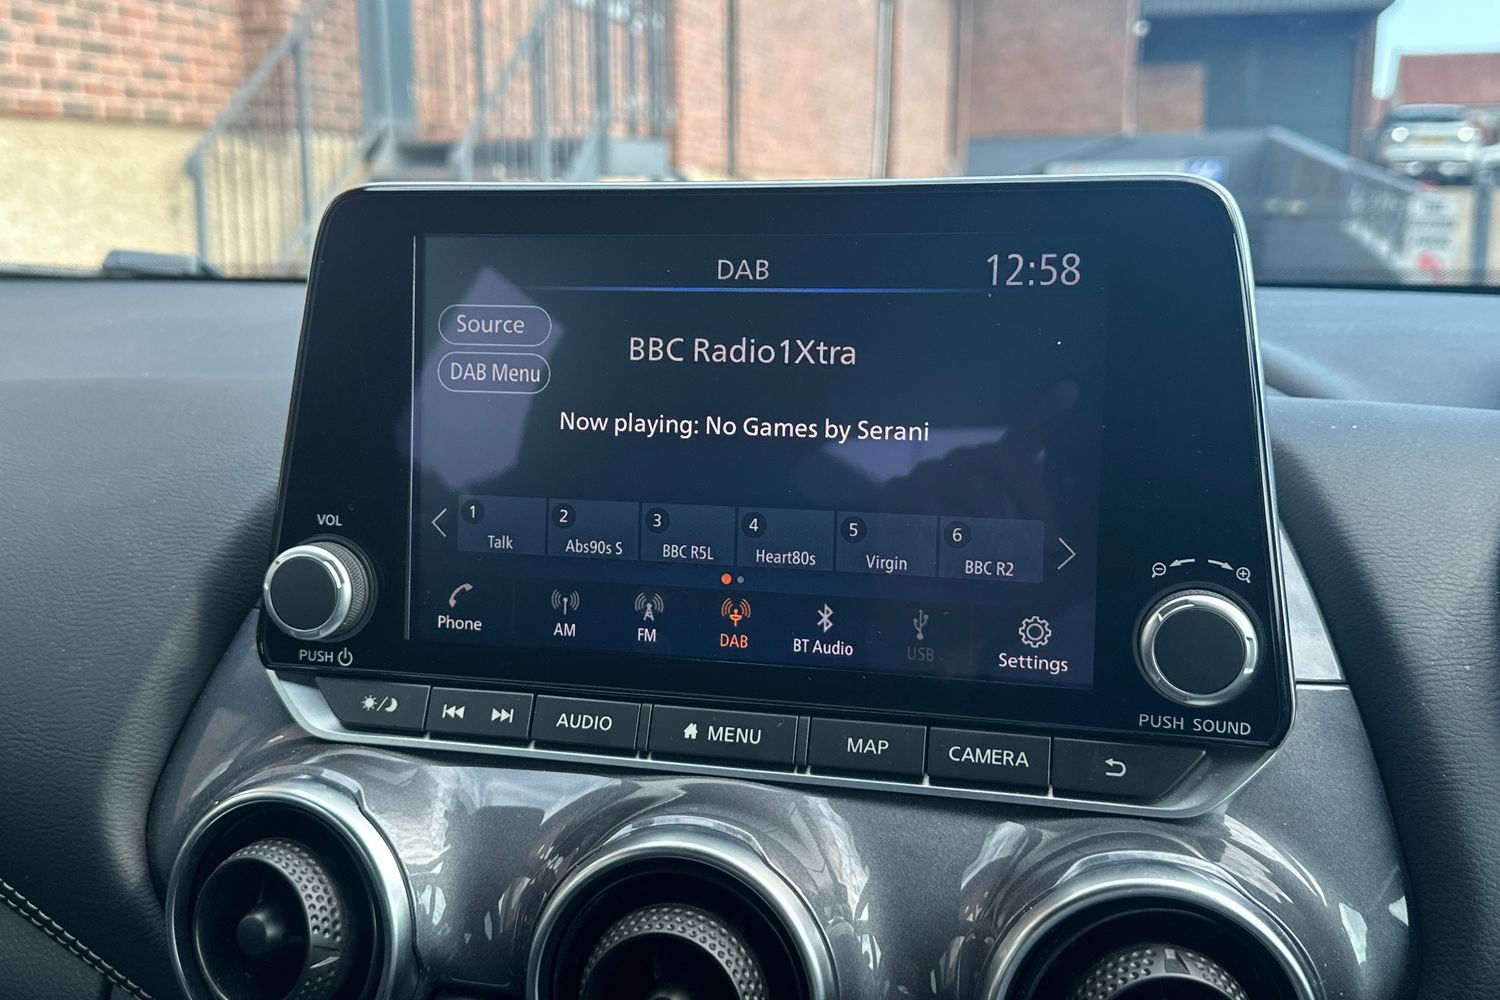 DAB
12:58
Source
DAB Menu
BBC Radio1Xtra
Now playing: No Games by Serani
1 Talk
2 Abs90s S
3 BBC R5L
4 Heart80s
5 Virgin
6 BBC R2
Phone
AM
FM
DAB
BT Audio
USB
Settings
VOL
PUSH
PUSH SOUND
AUDIO
MENU
MAP
CAMERA